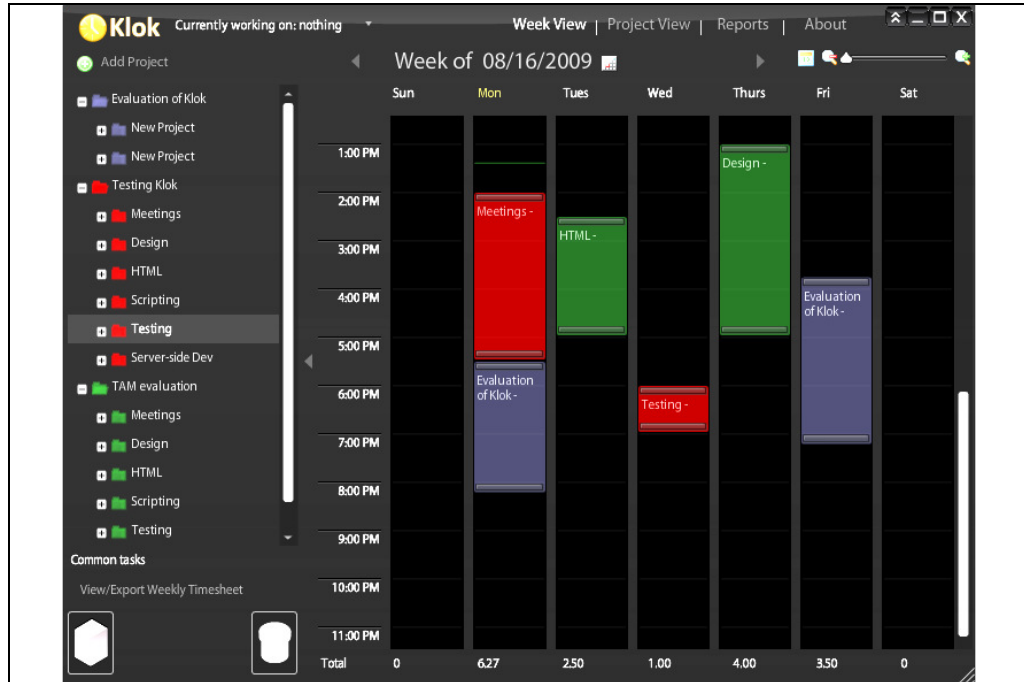 Klok Currently working on: nothing Week View | Project View | Reports | About
Add Project Week of 08/16/2009
Sun Mon Tues Wed Thurs Fri Sat
Evaluation of Klok
New Project
New Project
Testing Klok
Meetings
Design
HTML
Scripting
Testing
Server-side Dev
TAM evaluation
Meetings
Design
HTML
Scripting
Testing
Common tasks
View/Export Weekly Timesheet
1:00 PM
2:00 PM
3:00 PM
4:00 PM
5:00 PM
6:00 PM
7:00 PM
8:00 PM
9:00 PM
10:00 PM
11:00 PM
Meetings -
Evaluation
of Klok -
HTML -
Testing -
Design -
Evaluation
of Klok -
Total 0 6.27 2.50 1.00 4.00 3.50 0